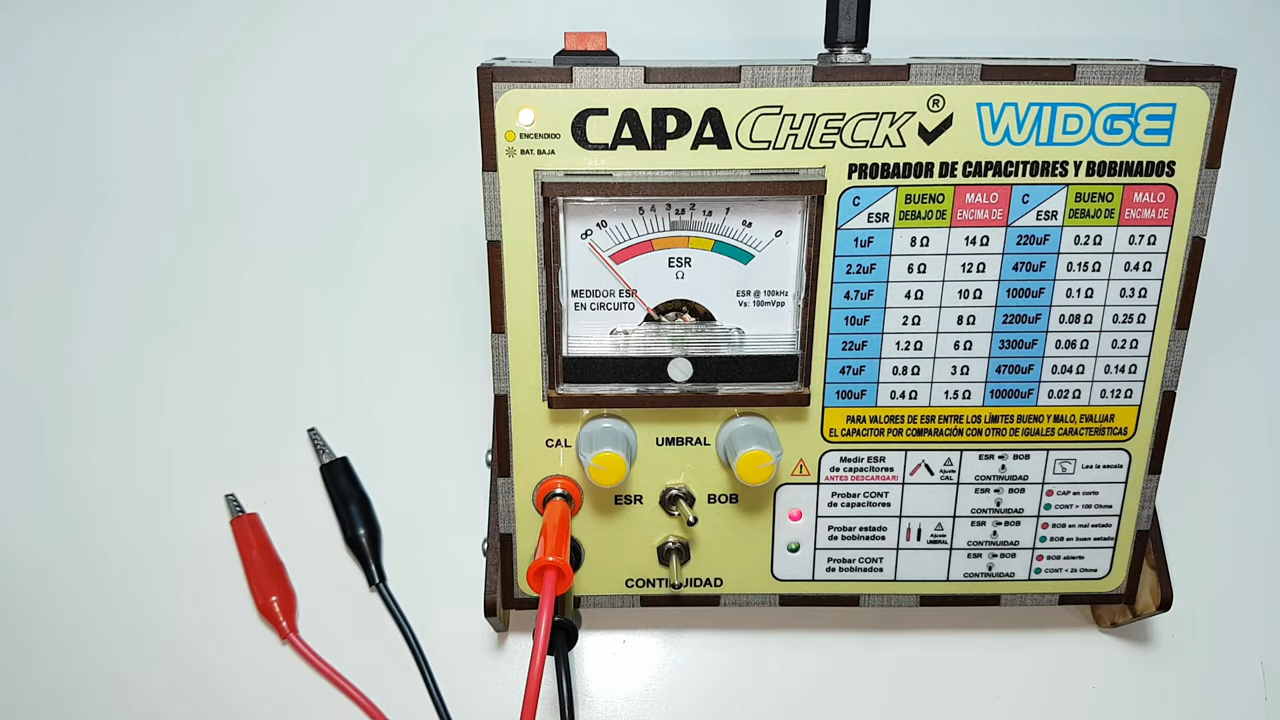 CAPACHECK ® WIDGE
ENCENDIDO
BAT. BAJA
PROBADOR DE CAPACITORES Y BOBINADOS
∞ 10 5 4 3 2.5 2 1.5 1 0.5 0
ESR
Ω
MEDIDOR ESR
EN CIRCUITO
ESR @ 100kHz
Vs: 100mVpp
C ESR BUENO DEBAJO DE MALO ENCIMA DE C ESR BUENO DEBAJO DE MALO ENCIMA DE
1uF 8 Ω 14 Ω 220uF 0.2 Ω 0.7 Ω
2.2uF 6 Ω 12 Ω 470uF 0.15 Ω 0.4 Ω
4.7uF 4 Ω 10 Ω 1000uF 0.1 Ω 0.3 Ω
10uF 2 Ω 8 Ω 2200uF 0.08 Ω 0.25 Ω
22uF 1.2 Ω 6 Ω 3300uF 0.06 Ω 0.2 Ω
47uF 0.8 Ω 3 Ω 4700uF 0.04 Ω 0.14 Ω
100uF 0.4 Ω 1.5 Ω 10000uF 0.02 Ω 0.12 Ω
PARA VALORES DE ESR ENTRE LOS LÍMITES BUENO Y MALO, EVALUAR
EL CAPACITOR POR COMPARACIÓN CON OTRO DE IGUALES CARACTERÍSTICAS
CAL UMBRAL
ESR BOB
CONTINUIDAD
Medir ESR
de capacitores
ANTES DESCARGAR!
Ajuste
CAL
ESR BOB
CONTINUIDAD
Lea la escala
Probar CONT
de capacitores
ESR BOB
CONTINUIDAD
CAP en corto
CONT > 100 Ohms
Probar estado
de bobinados
Ajuste
UMBRAL
ESR BOB
CONTINUIDAD
BOB en mal estado
BOB en buen estado
Probar CONT
de bobinados
ESR BOB
CONTINUIDAD
BOB abierto
CONT < 2k Ohms